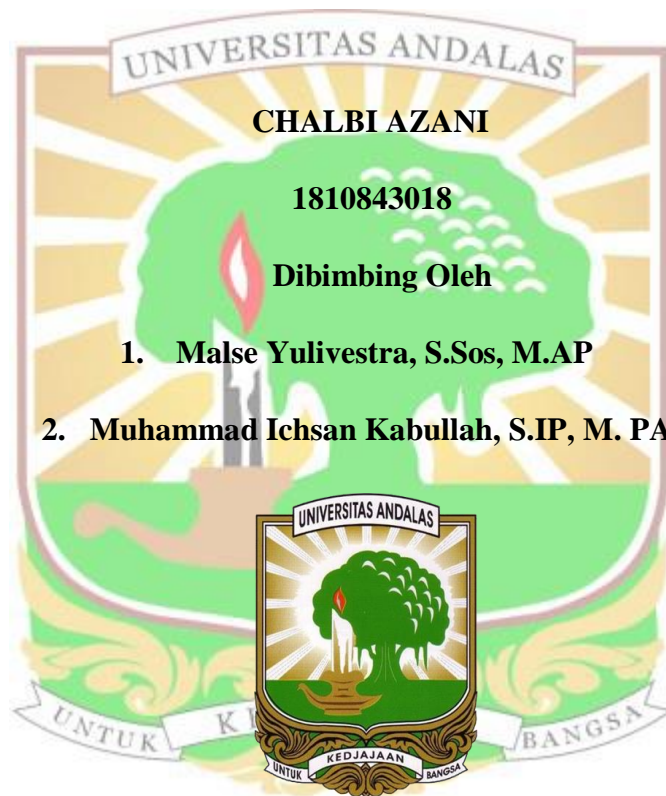 UNIVERSITAS ANDALAS
CHALBI AZANI
1810843018
Dibimbing Oleh
1. Malse Yulivestra, S.Sos, M.AP
2. Muhammad Ichsan Kabullah, S.IP, M. PA
UNIVERSITAS ANDALAS
UNTUK K BANGSA
UNTUK KEDJAJAAN BANGSA